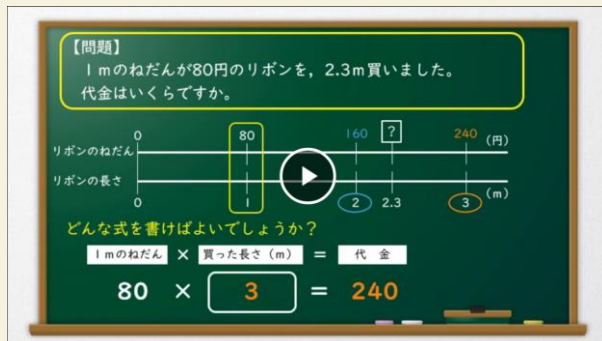 【問題】
1mのねだんが80円のリボンを，2.3m買いました。
代金はいくらですか。
0 80 160 ? 240 (円)
リボンのねだん
リボンの長さ
0 1 2 2.3 3 (m)
どんな式を書けばよいでしょうか？
1mのねだん × 買った長さ（m） = 代 金
80 × 3 = 240